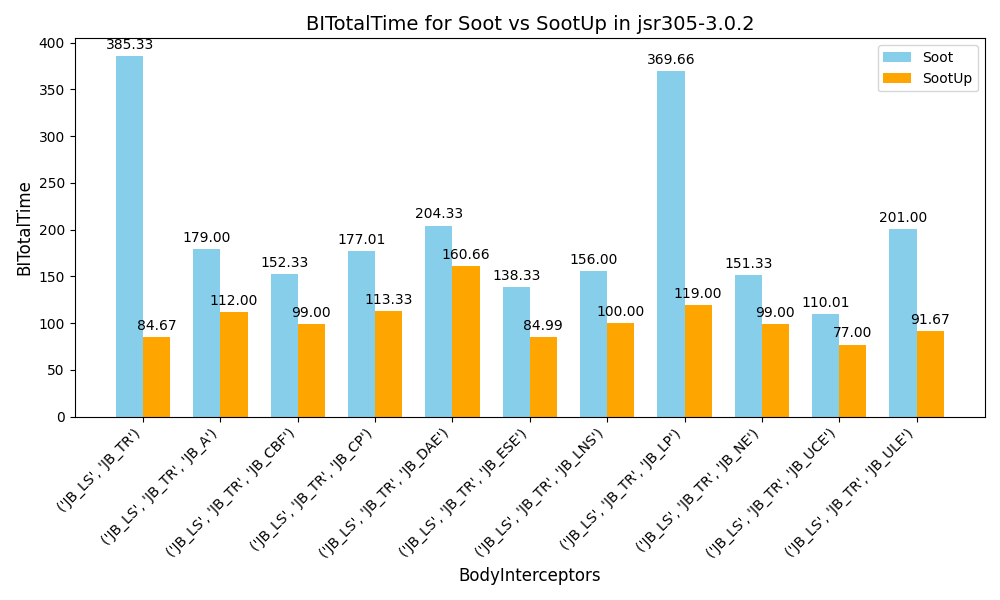 BITotalTime for Soot vs SootUp in jsr305-3.0.2
Soot
SootUp
BITotalTime
400
350
300
250
200
150
100
50
0
385.33
84.67
179.00
112.00
152.33
99.00
177.01
113.33
204.33
160.66
138.33
84.99
156.00
100.00
369.66
119.00
151.33
99.00
110.01
77.00
201.00
91.67
('JB_LS', 'JB_TR')
('JB_LS', 'JB_TR', 'JB_A')
('JB_LS', 'JB_TR', 'JB_CBF')
('JB_LS', 'JB_TR', 'JB_CP')
('JB_LS', 'JB_TR', 'JB_DAE')
('JB_LS', 'JB_TR', 'JB_ESE')
('JB_LS', 'JB_TR', 'JB_LNS')
('JB_LS', 'JB_TR', 'JB_LP')
('JB_LS', 'JB_TR', 'JB_NE')
('JB_LS', 'JB_TR', 'JB_UCE')
('JB_LS', 'JB_TR', 'JB_ULE')
BodyInterceptors